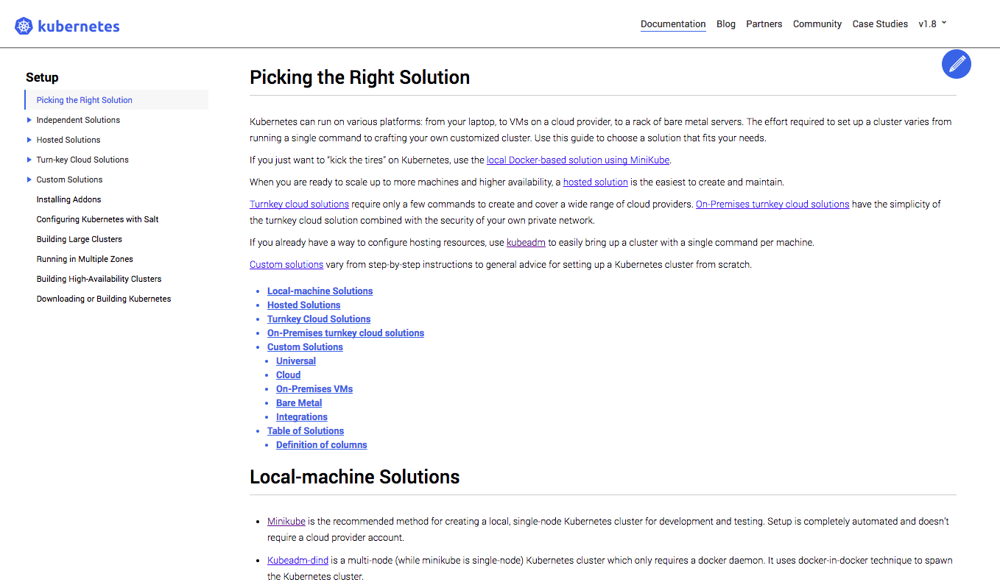 kubernetes
Documentation Blog Partners Community Case Studies v1.8
Setup
Picking the Right Solution
Independent Solutions
Hosted Solutions
Turn-key Cloud Solutions
Custom Solutions
Installing Addons
Configuring Kubernetes with Salt
Building Large Clusters
Running in Multiple Zones
Building High-Availability Clusters
Downloading or Building Kubernetes
Picking the Right Solution
Kubernetes can run on various platforms: from your laptop, to VMs on a cloud provider, to a rack of bare metal servers. The effort required to set up a cluster varies from
running a single command to crafting your own customized cluster. Use this guide to choose a solution that fits your needs.
If you just want to “kick the tires” on Kubernetes, use the local Docker-based solution using MiniKube.
When you are ready to scale up to more machines and higher availability, a hosted solution is the easiest to create and maintain.
Turnkey cloud solutions require only a few commands to create and cover a wide range of cloud providers. On-Premises turnkey cloud solutions have the simplicity of
the turnkey cloud solution combined with the security of your own private network.
If you already have a way to configure hosting resources, use kubeadm to easily bring up a cluster with a single command per machine.
Custom solutions vary from step-by-step instructions to general advice for setting up a Kubernetes cluster from scratch.
Local-machine Solutions
Hosted Solutions
Turnkey Cloud Solutions
On-Premises turnkey cloud solutions
Custom Solutions
Universal
Cloud
On-Premises VMs
Bare Metal
Integrations
Table of Solutions
Definition of columns
Local-machine Solutions
Minikube is the recommended method for creating a local, single-node Kubernetes cluster for development and testing. Setup is completely automated and doesn’t
require a cloud provider account.
Kubeadm-dind is a multi-node (while minikube is single-node) Kubernetes cluster which only requires a docker daemon. It uses docker-in-docker technique to spawn
the Kubernetes cluster.